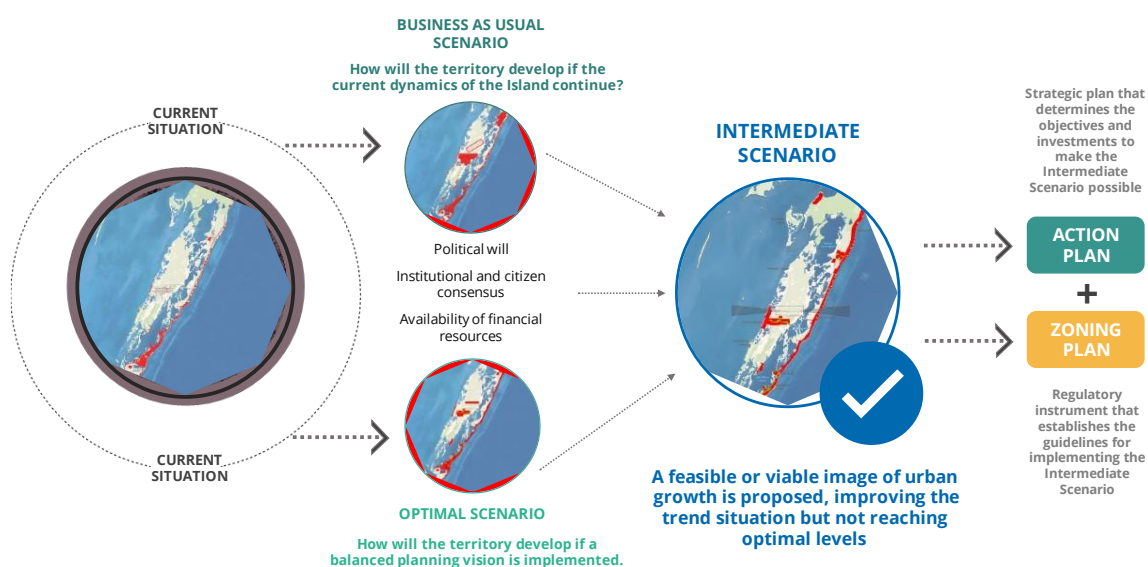 CURRENT
SITUATION
CURRENT
SITUATION
BUSINESS AS USUAL
SCENARIO
How will the territory develop if the
current dynamics of the Island continue?
Political will
Institutional and citizen
consensus
Availability of financial
resources
OPTIMAL SCENARIO
How will the territory develop if a
balanced planning vision is implemented.
INTERMEDIATE
SCENARIO
A feasible or viable image of urban
growth is proposed, improving the
trend situation but not reaching
optimal levels
Strategic plan that
determines the
objectives and
investments to
make the
Intermediate
Scenario possible
ACTION
PLAN
+
ZONING
PLAN
Regulatory
instrument that
establishes the
guidelines for
implementing the
Intermediate
Scenario